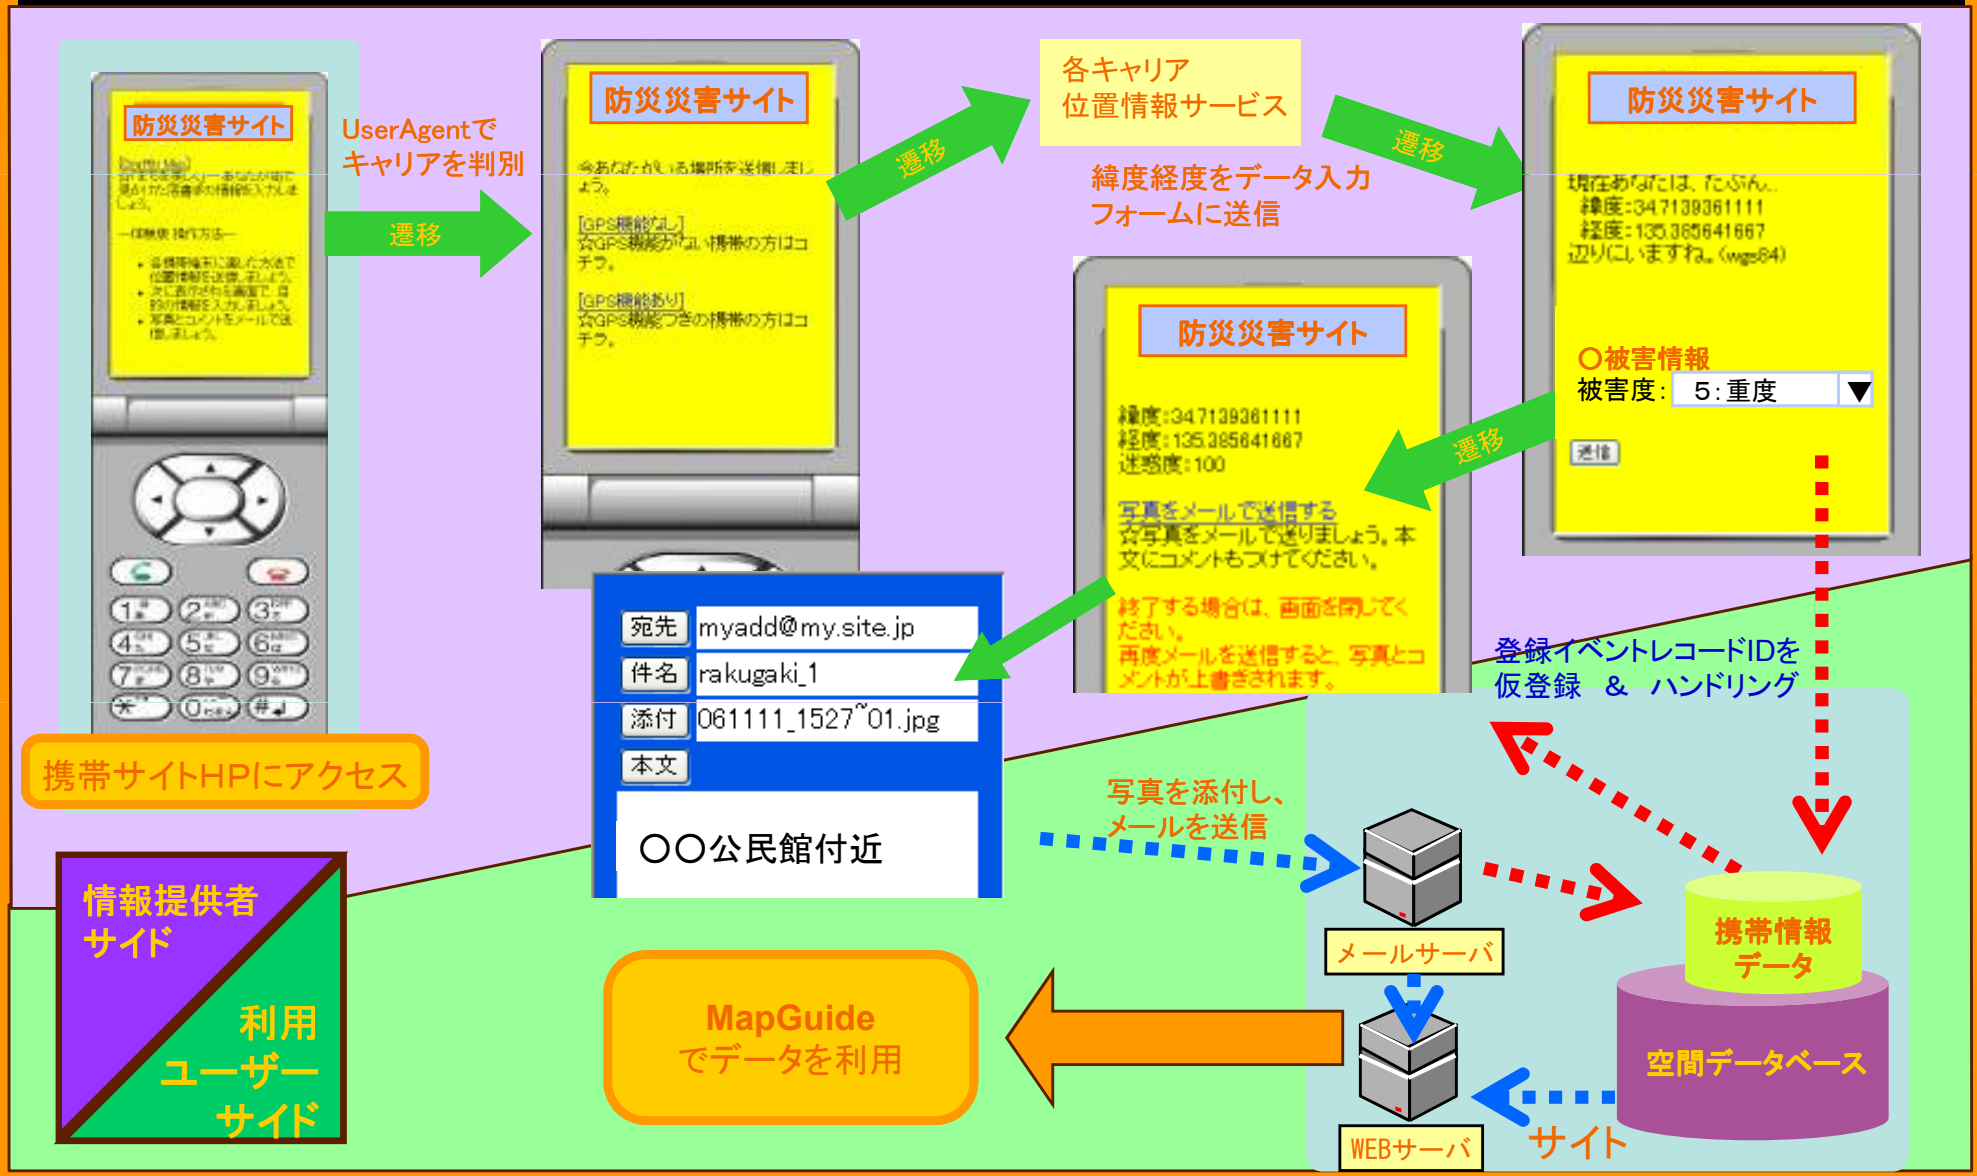 防災災害サイト
UserAgentで
キャリアを判別
遷移
携帯サイトHPにアクセス
防災災害サイト
今あなたがいる場所を送信しまし
ょう。
[GPS機能なし]
☆GPS機能がない携帯の方はコ
チラ。
[GPS機能あり]
☆GPS機能つきの携帯の方はコ
チラ。
遷移
各キャリア
位置情報サービス
緯度経度をデータ入力
フォームに送信
遷移
防災災害サイト
現在あなたは、たぶん...
緯度:34.7139361111
経度:135.385641667
辺りにいますね。(wgs84)
〇被害情報
被害度: 5:重度 ▼
送信
遷移
防災災害サイト
緯度:34.7139361111
経度:135.385641667
迷惑度:100
写真をメールで送信する
☆写真をメールで送りましょう。本
文にコメントもつけてください。
終了する場合は、画面を閉じてく
ださい。
再度メールを送信すると、写真とコ
メントが上書きされます。
宛先 myadd@my.site.jp
件名 rakugaki_1
添付 061111_1527~01.jpg
本文
〇〇公民館付近
登録イベントレコードIDを
仮登録 & ハンドリング
写真を添付し、
メールを送信
メールサーバ
携帯情報
データ
空間データベース
WEBサーバ
サイト
MapGuide
でデータを利用
情報提供者
サイド
利用
ユーザー
サイド